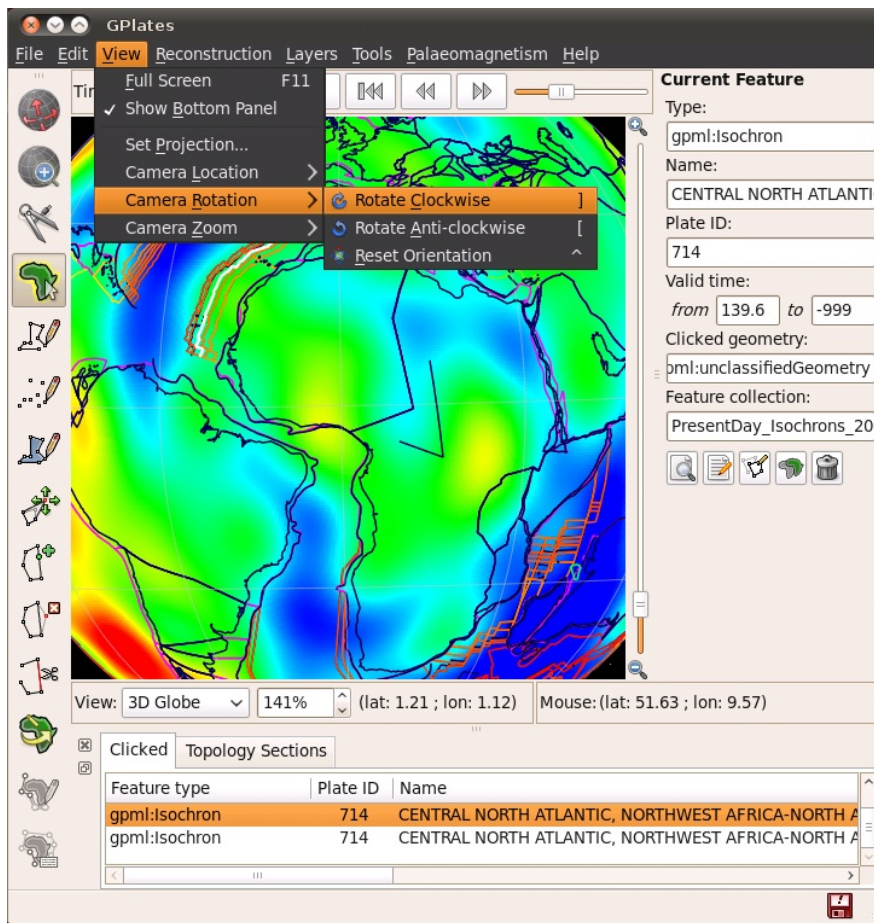 GPlates
File Edit View Reconstruction Layers Tools Palaeomagnetism Help
Full Screen F11
Show Bottom Panel
Set Projection...
Camera Location
Camera Rotation
Camera Zoom
Rotate Clockwise ]
Rotate Anti-clockwise [
Reset Orientation ^
Current Feature
Type:
gpml:Isochron
Name:
CENTRAL NORTH ATLANTI
Plate ID:
714
Valid time:
from 139.6 to -999
Clicked geometry:
pml:unclassifiedGeometry
Feature collection:
PresentDay_Isochrons_20
View: 3D Globe 141% (lat: 1.21 ; lon: 1.12) Mouse: (lat: 51.63 ; lon: 9.57)
Clicked Topology Sections
Feature type Plate ID Name
gpml:Isochron 714 CENTRAL NORTH ATLANTIC, NORTHWEST AFRICA-NORTH A
gpml:Isochron 714 CENTRAL NORTH ATLANTIC, NORTHWEST AFRICA-NORTH A